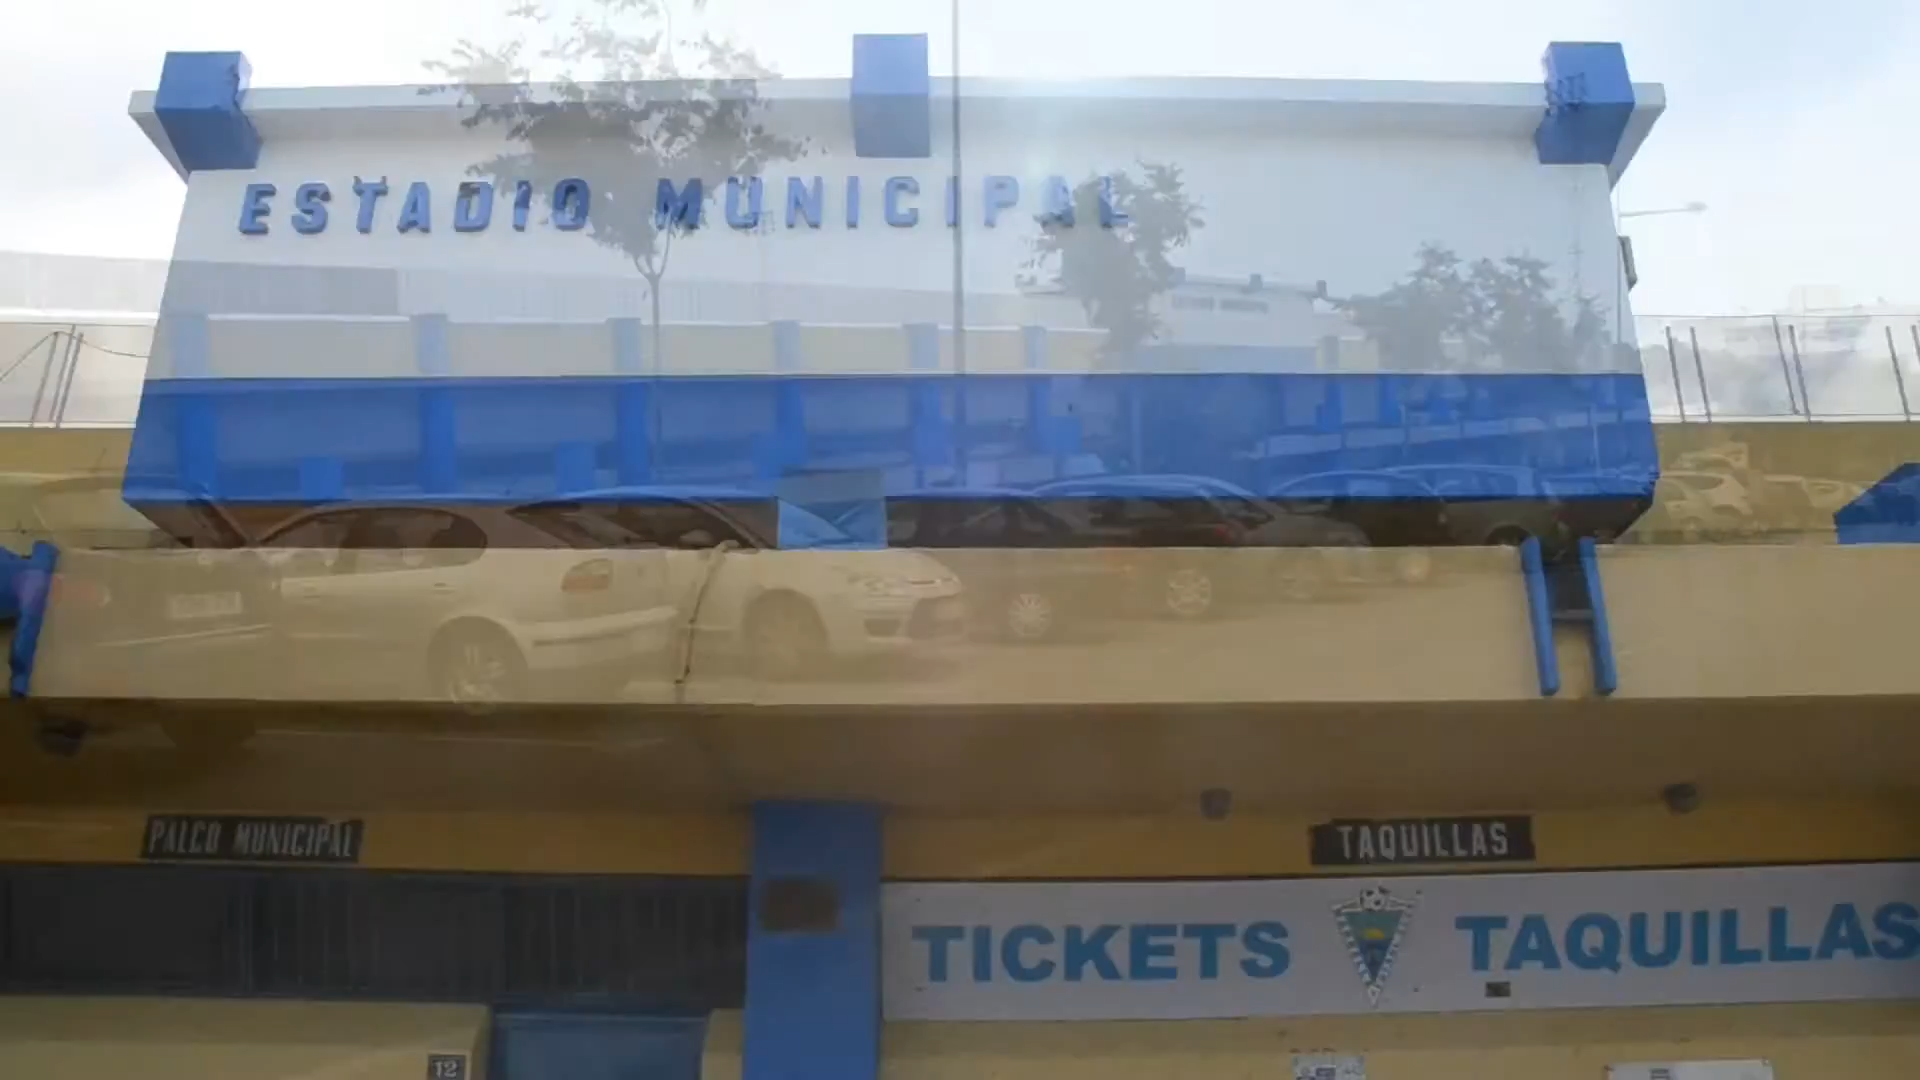 ESTADIO MUNICIPAL
PALCO MUNICIPAL
TAQUILLAS
TICKETS TAQUILLAS
12